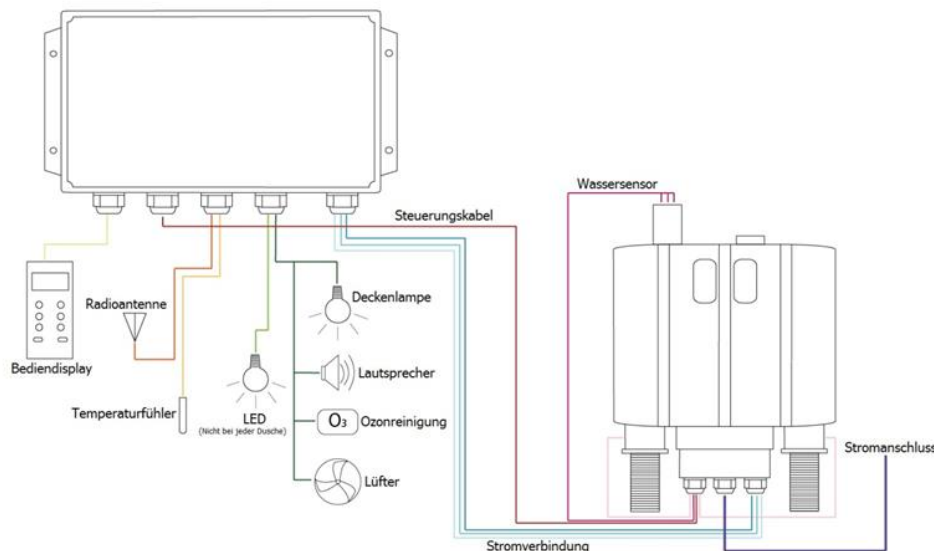 Wassersensor
Steuerungskabel
Radioantenne
Deckenlampe
Bediendisplay
Lautsprecher
Temperaturfühler
LED
(Nicht bei jeder Dusche)
O₃
Ozonreinigung
Stromanschluss
Lüfter
Stromverbindung